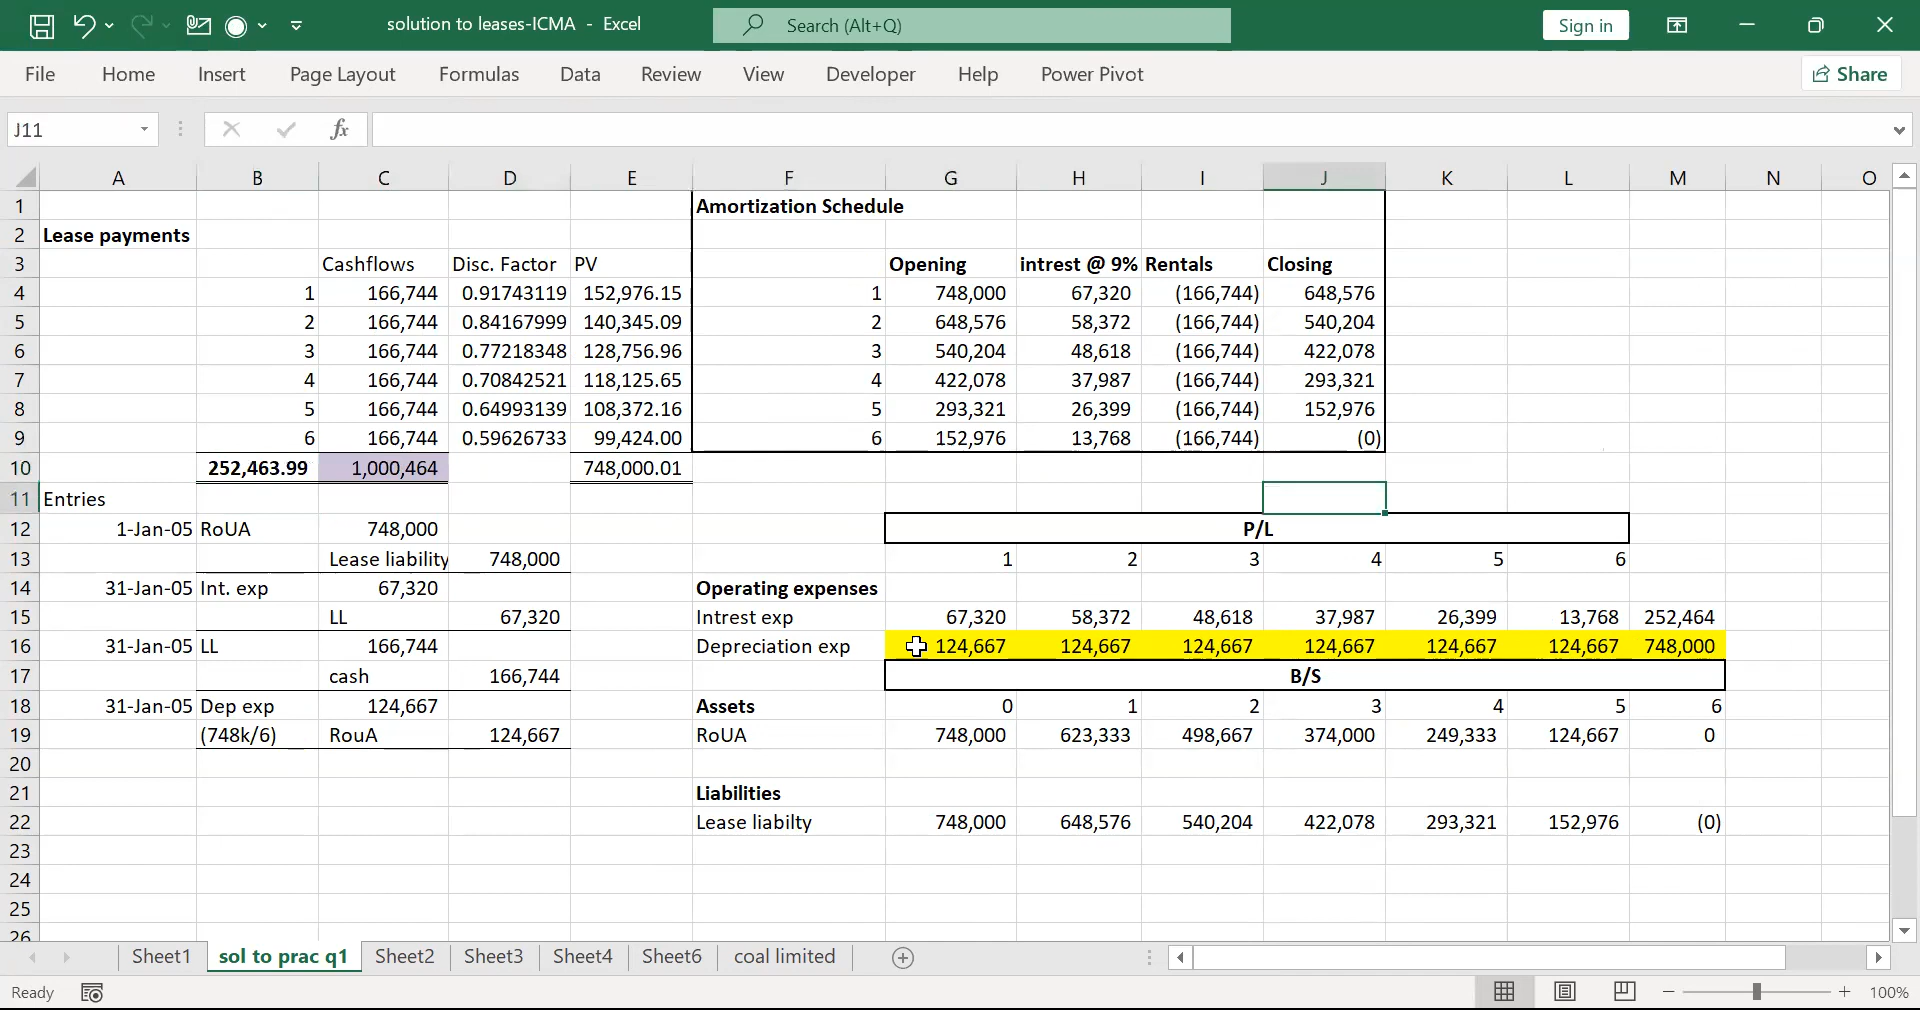 solution to leases-ICMA - Excel
Search (Alt+Q)
Sign in
File Home Insert Page Layout Formulas Data Review View Developer Help Power Pivot Share
J11 fx
A B C D E F G H I J K L M N O
1 Amortization Schedule
2 Lease payments
3 Cashflows Disc. Factor PV Opening intrest @ 9% Rentals Closing
4 1 166,744 0.91743119 152,976.15 1 748,000 67,320 (166,744) 648,576
5 2 166,744 0.84167999 140,345.09 2 648,576 58,372 (166,744) 540,204
6 3 166,744 0.77218348 128,756.96 3 540,204 48,618 (166,744) 422,078
7 4 166,744 0.70842521 118,125.65 4 422,078 37,987 (166,744) 293,321
8 5 166,744 0.64993139 108,372.16 5 293,321 26,399 (166,744) 152,976
9 6 166,744 0.59626733 99,424.00 6 152,976 13,768 (166,744) (0)
10 252,463.99 1,000,464 748,000.01
11 Entries
12 1-Jan-05 RoUA 748,000 P/L
13 Lease liability 748,000 1 2 3 4 5 6
14 31-Jan-05 Int. exp 67,320 Operating expenses
15 LL 67,320 Intrest exp 67,320 58,372 48,618 37,987 26,399 13,768 252,464
16 31-Jan-05 LL 166,744 Depreciation exp 124,667 124,667 124,667 124,667 124,667 124,667 748,000
17 cash 166,744 B/S
18 31-Jan-05 Dep exp 124,667 Assets 0 1 2 3 4 5 6
19 (748k/6) RouA 124,667 RoUA 748,000 623,333 498,667 374,000 249,333 124,667 0
20
21 Liabilities
22 Lease liabilty 748,000 648,576 540,204 422,078 293,321 152,976 (0)
23
24
25
26
Sheet1 sol to prac q1 Sheet2 Sheet3 Sheet4 Sheet6 coal limited
Ready 100%